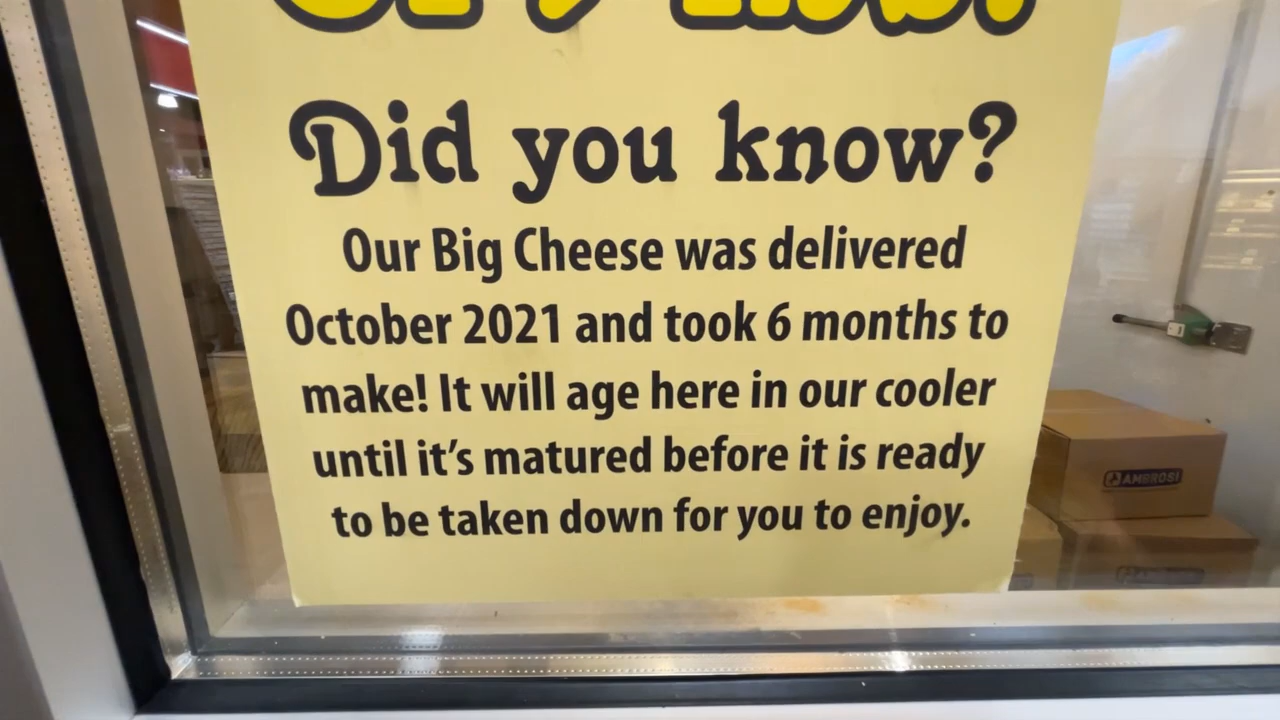 Did you know?
Our Big Cheese was delivered
October 2021 and took 6 months to
make! It will age here in our cooler
until it's matured before it is ready
to be taken down for you to enjoy.
AMBROSI